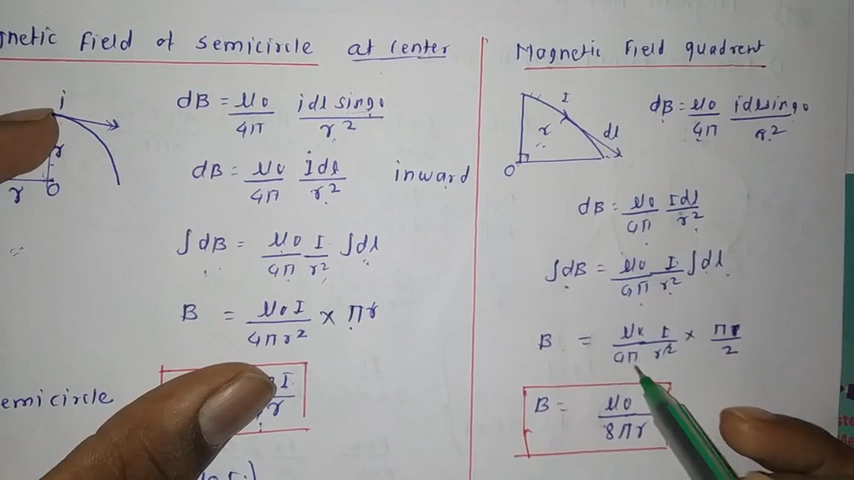 gnetic Field of Semicircle at center
i
r
r O
dB = μ0/4π idl sin90/r²
dB = μ0/4π Idl/r² inward
∫dB = μ0/4π I/r² ∫dl
B = μ0I/4πr² × πr
emicircle
I
r
Magnetic Field quadrent
I
r
dl
O
dB = μ0/4π idl sin90/r²
dB = μ0/4π Idl/r²
∫dB = μ0/4π I/r² ∫dl
B = μ0/4π I/r² × πr/2
B = μ0/8πr